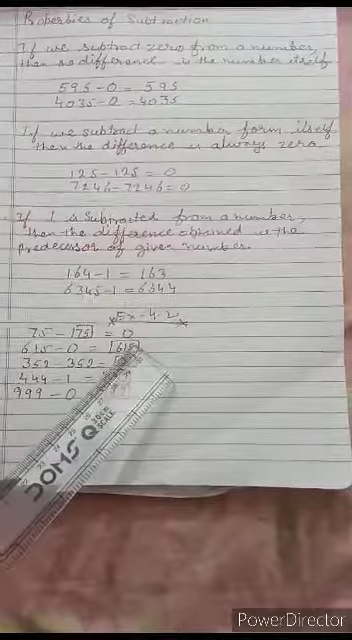 Properties of Subtraction
If we subtract zero from a number,
then the difference is the number itself
595-0 = 595
4035-0 = 4035
If we subtract a number form itself
then the difference is always zero
125-125 = 0
7246-7246 = 0
If 1 is subtracted from a number,
then the difference obtained is the
predecessor of given number.
164-1 = 163
6345-1 = 6344
Ex-4.2
75-75 = 0
615-0 = 615
352-352 =
444-1 =
999-0
DOMS Q
30CM SCALE
PowerDirector